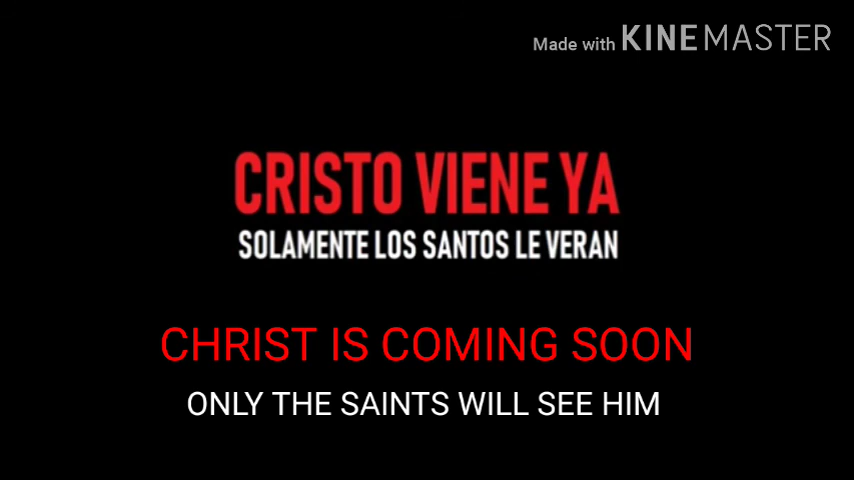 Made with KINEMASTER
CRISTO VIENE YA
SOLAMENTE LOS SANTOS LE VERAN
CHRIST IS COMING SOON
ONLY THE SAINTS WILL SEE HIM